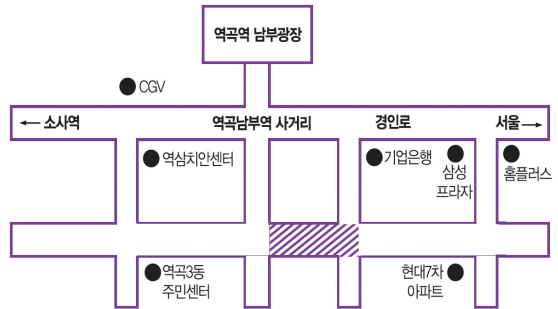 역곡역 남부광장
CGV
← 소사역
역곡남부역 사거리
경인로
서울 →
역삼치안센터
기업은행
삼성
프라자
홈플러스
역곡3동
주민센터
현대7차
아파트